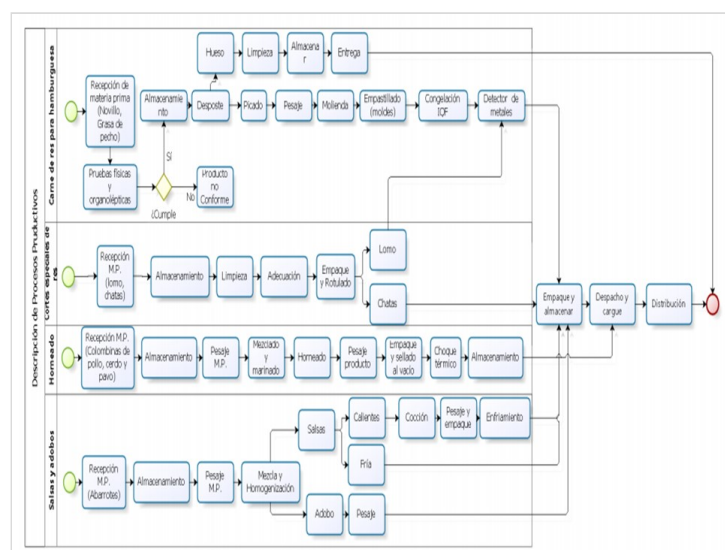 Descripción de Procesos Pruductivos
Carne de res para hamburguesa
Hueso
Limpieza
Almacena
r
Entrega
Recepción de
materia prima
(Novillo,
Grasa de
pecho)
Almacenamie
nto
Desposte
Picado
Pesaje
Molienda
Empastillado
(moldes)
Congelación
IQF
Detector de
metales
Pruebas físicas
y
organolépticas
Sí
¿Cumple
No
Producto
no
Conforme
Cortes especiales de
res
Recepción
M.P.
(lomo,
chatas)
Almacenamiento
Limpieza
Adecuación
Empaque
y Rotulado
Lomo
Chatas
Empaque y
almacenar
Despacho y
cargue
Distribución
Horneado
Recepción M.P.
(Colombinas de
pollo, cerdo y
pavo)
Almacenamiento
Pesaje
M.P.
Mezclado
y
marinado
Horneado
Pesaje
producto
Empaque
y sellado
al vacío
Choque
térmico
Almacenamiento
Salsas y adobos
Recepción
M.P.
(Abarrotes)
Almacenamiento
Pesaje
M.P.
Mezcla y
Homogenización
Salsas
Calientes
Cocción
Pesaje y
empaque
Enfriamiento
Fría
Adobo
Pesaje